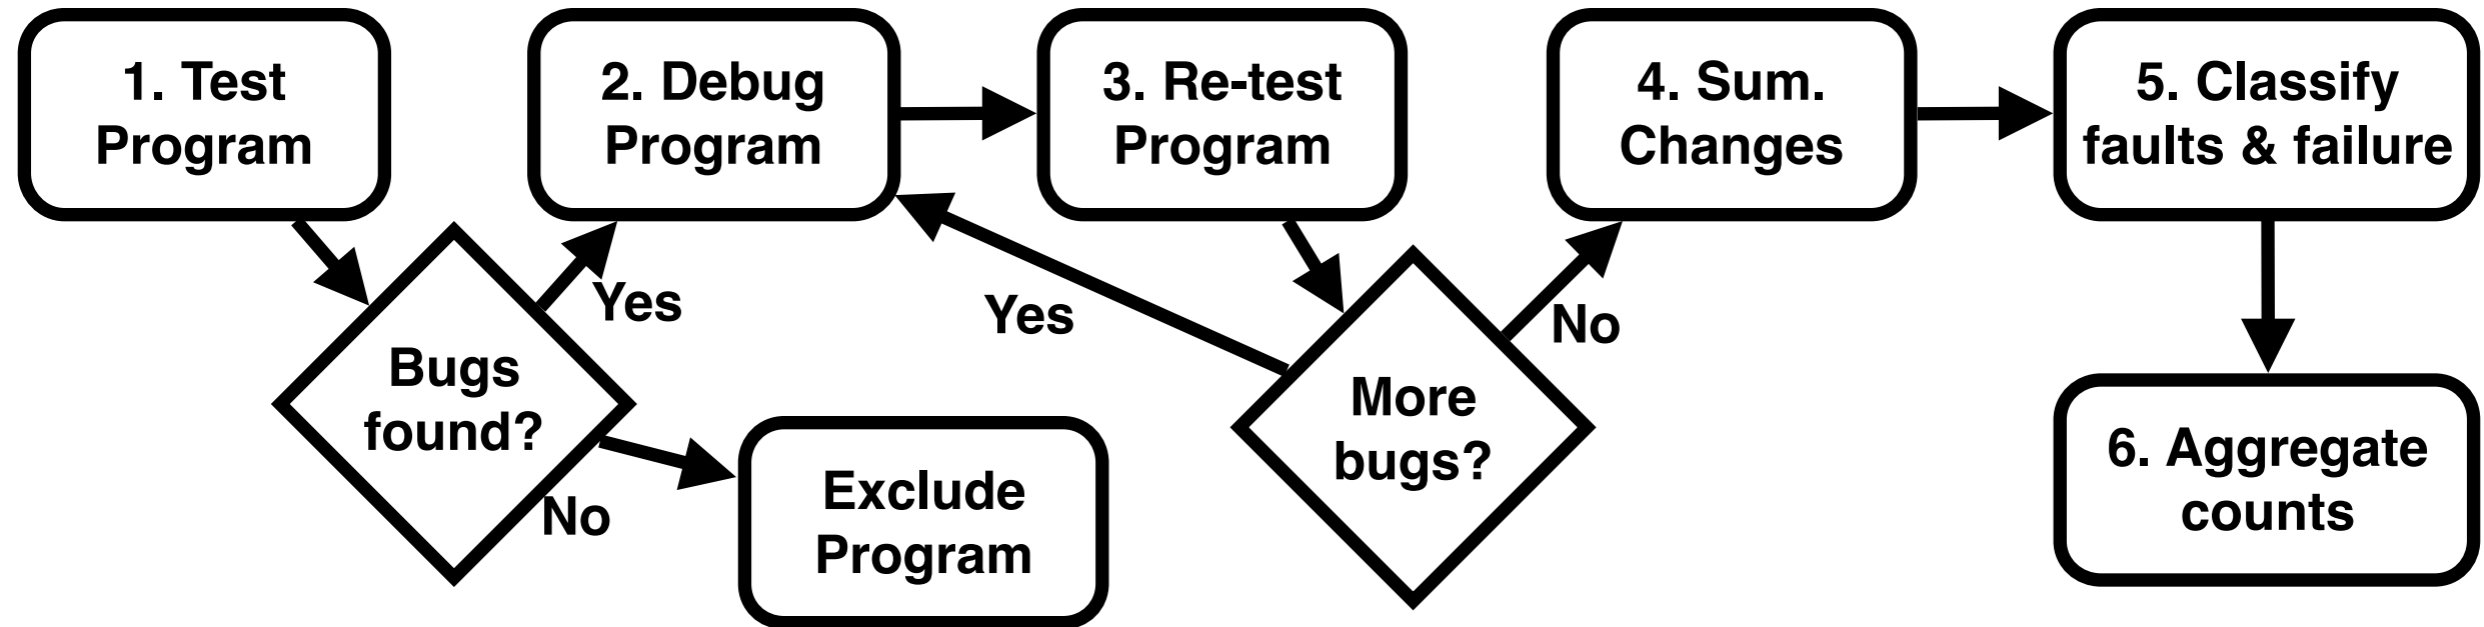 1. Test
Program
2. Debug
Program
3. Re-test
Program
4. Sum.
Changes
5. Classify
faults & failure
Yes
Yes
No
Bugs
found?
More
bugs?
No
Exclude
Program
6. Aggregate
counts